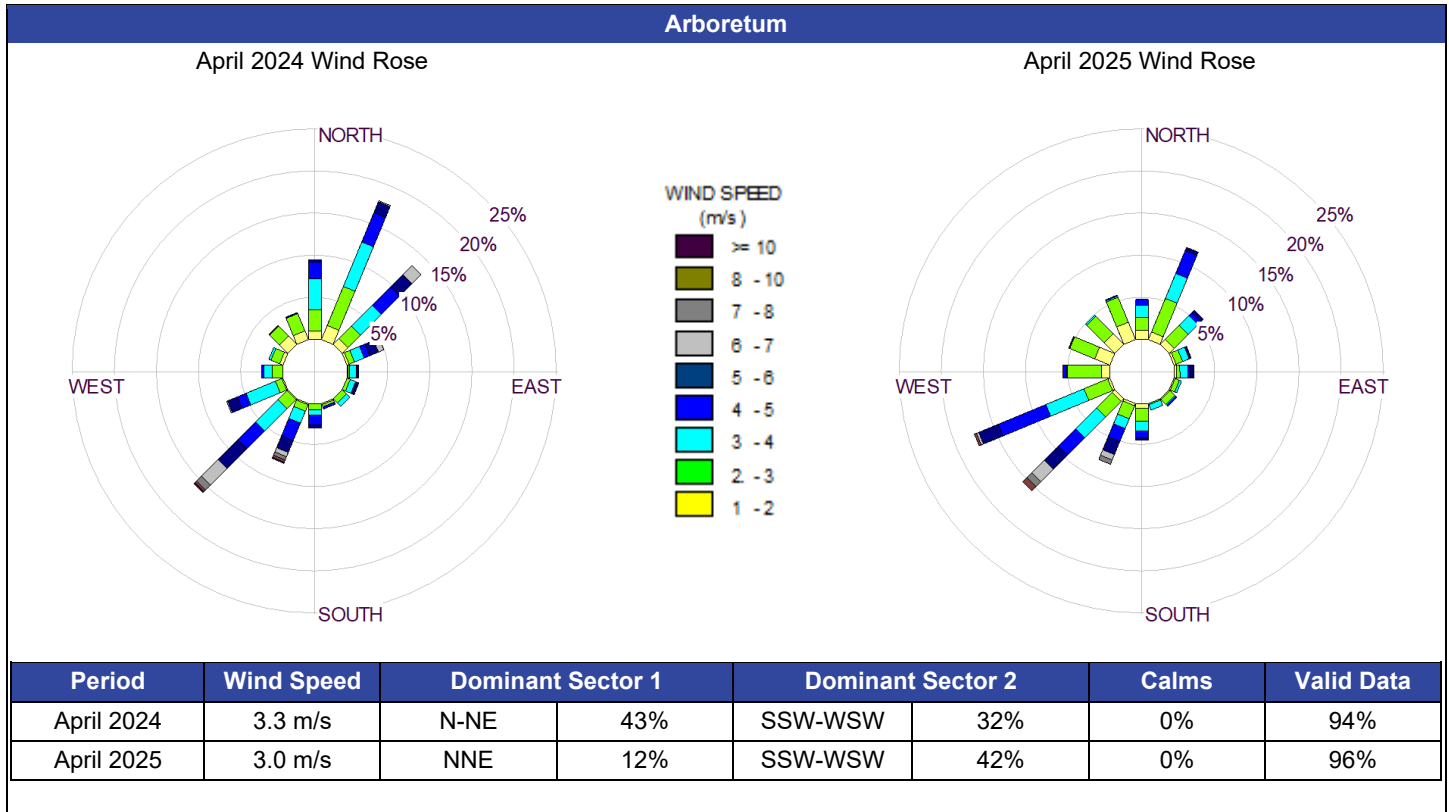 Arboretum
April 2024 Wind Rose
April 2025 Wind Rose
NORTH
25%
20%
15%
10%
5%
WEST
EAST
SOUTH
WIND SPEED
(m/s)
>= 10
8 - 10
7 - 8
6 - 7
5 - 6
4 - 5
3 - 4
2 - 3
1 - 2
NORTH
25%
20%
15%
10%
5%
WEST
EAST
SOUTH
Period Wind Speed Dominant Sector 1 Dominant Sector 2 Calms Valid Data
April 2024 3.3 m/s N-NE 43% SSW-WSW 32% 0% 94%
April 2025 3.0 m/s NNE 12% SSW-WSW 42% 0% 96%